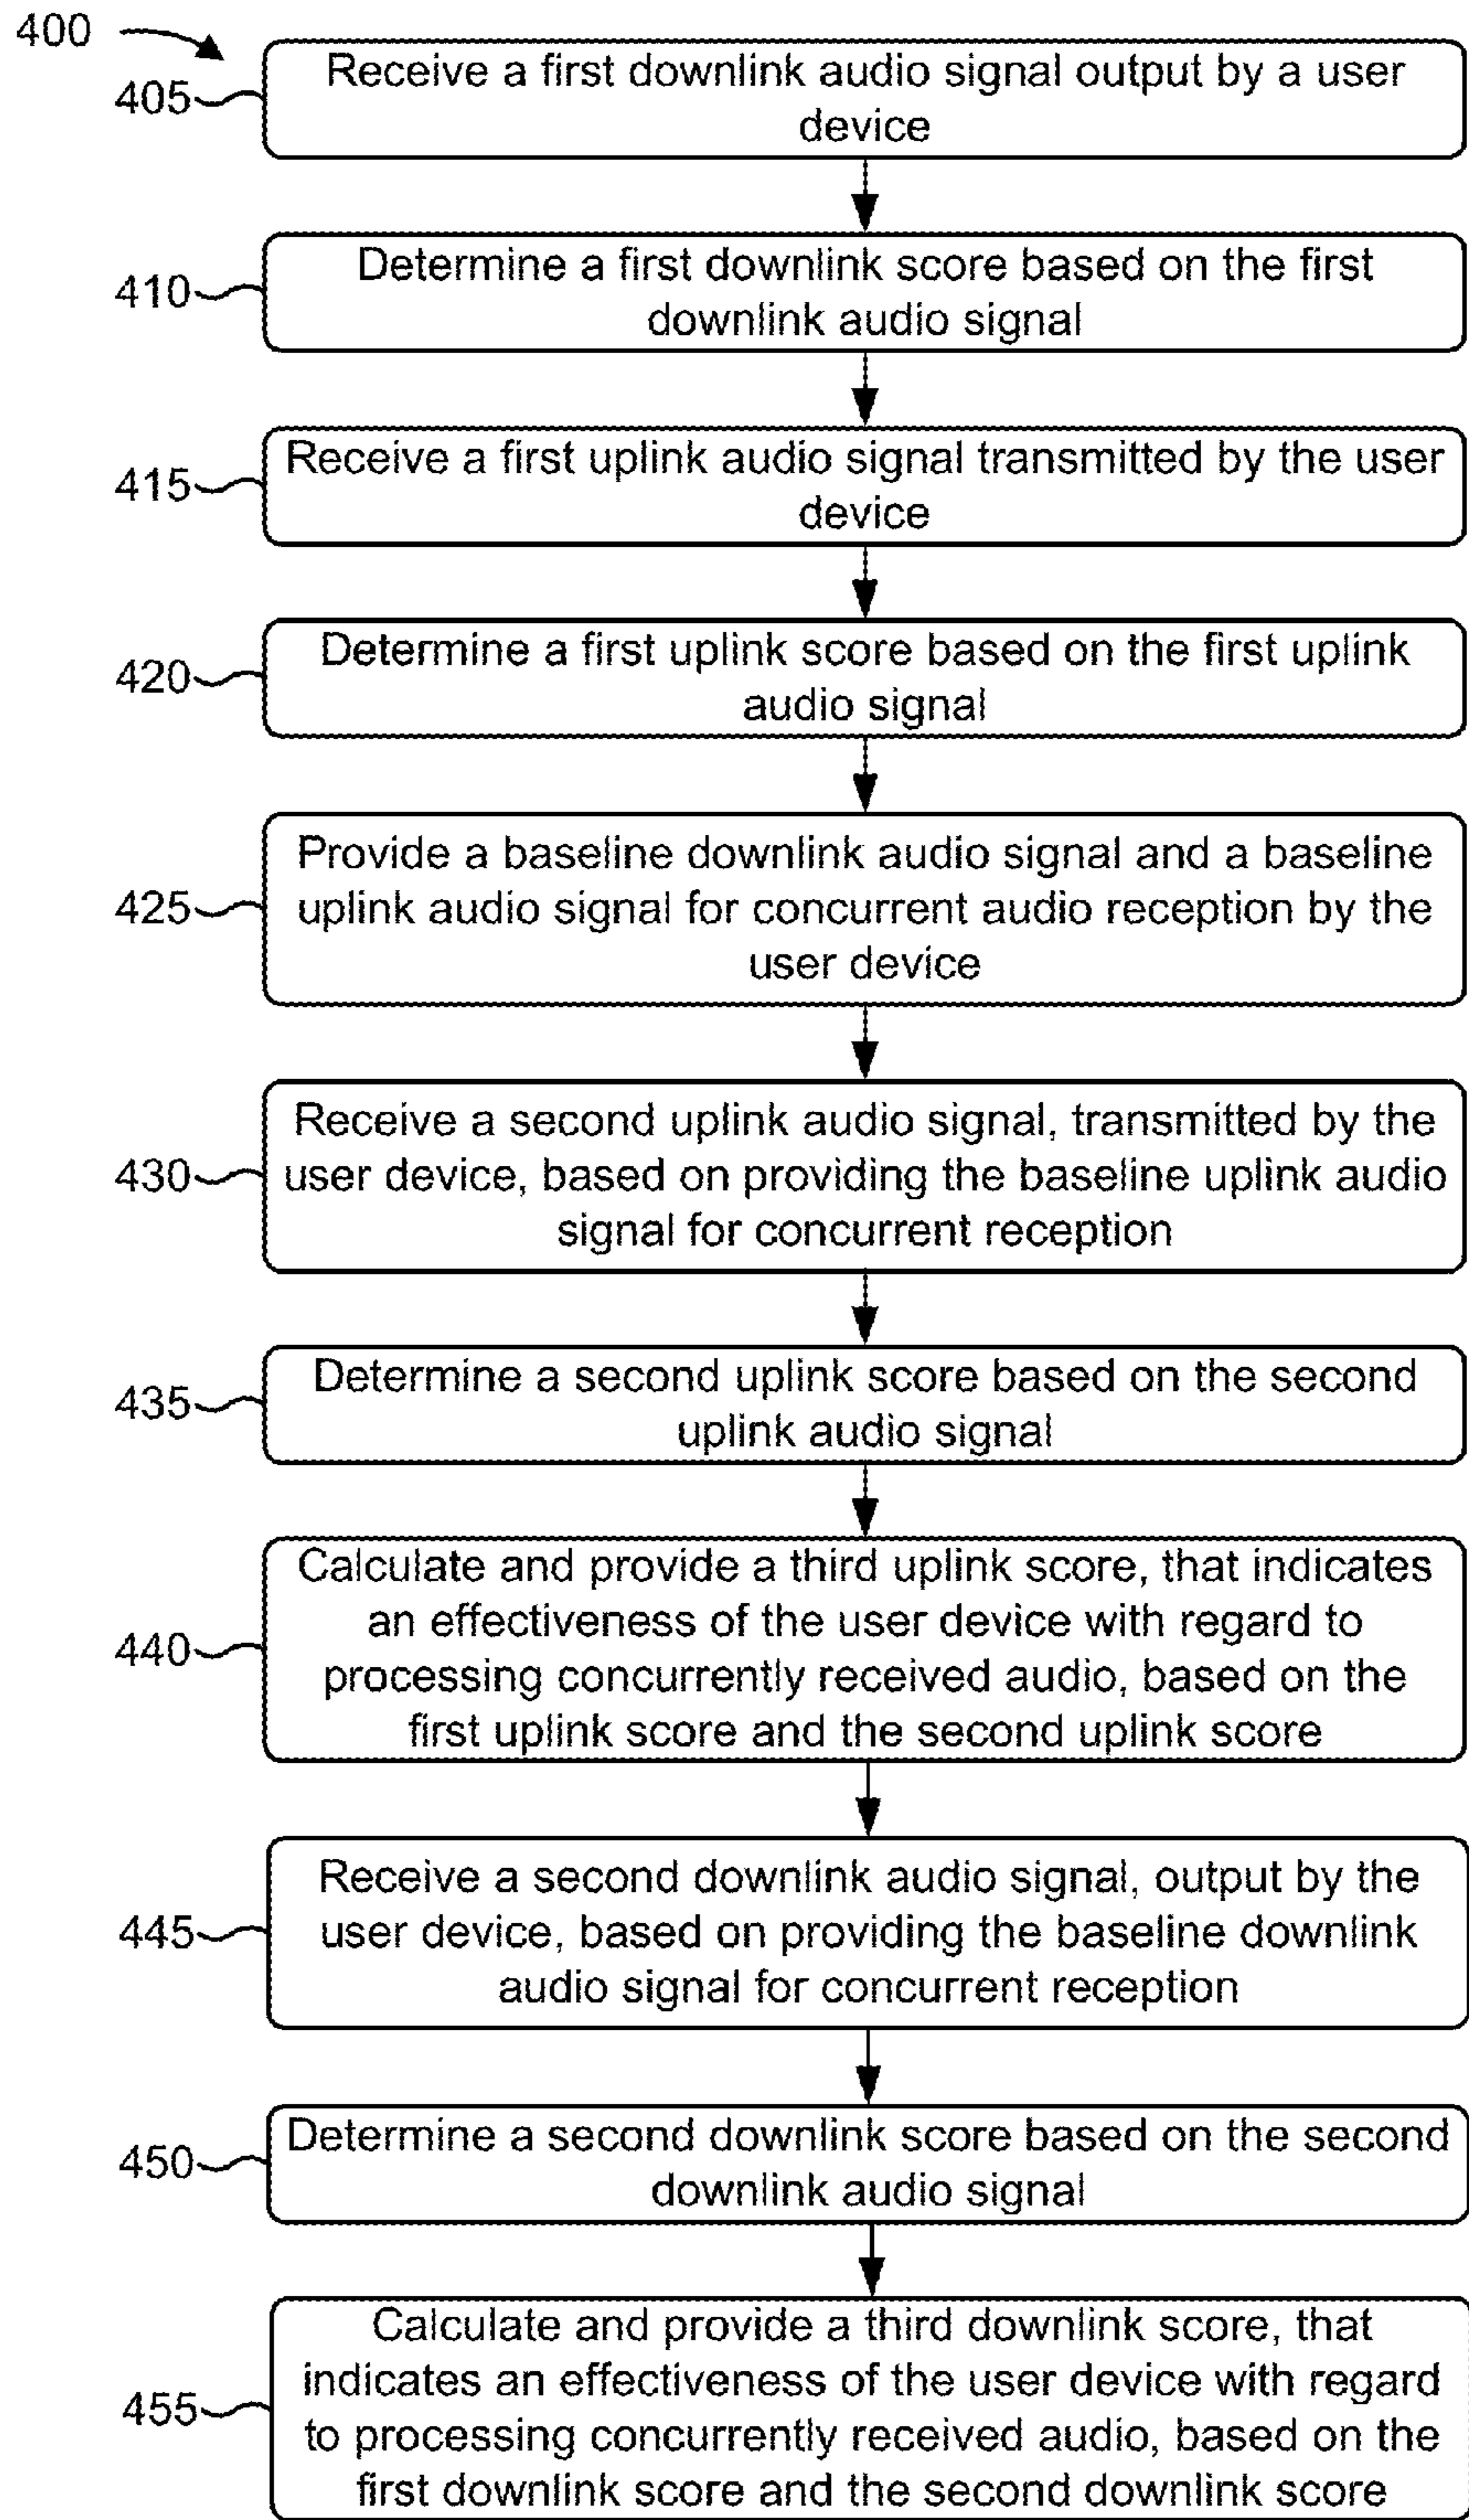 400
405
Receive a first downlink audio signal output by a user
device
410
Determine a first downlink score based on the first
downlink audio signal
415
Receive a first uplink audio signal transmitted by the user
device
420
Determine a first uplink score based on the first uplink
audio signal
425
Provide a baseline downlink audio signal and a baseline
uplink audio signal for concurrent audio reception by the
user device
430
Receive a second uplink audio signal, transmitted by the
user device, based on providing the baseline uplink audio
signal for concurrent reception
435
Determine a second uplink score based on the second
uplink audio signal
440
Calculate and provide a third uplink score, that indicates
an effectiveness of the user device with regard to
processing concurrently received audio, based on the
first uplink score and the second uplink score
445
Receive a second downlink audio signal, output by the
user device, based on providing the baseline downlink
audio signal for concurrent reception
450
Determine a second downlink score based on the second
downlink audio signal
455
Calculate and provide a third downlink score, that
indicates an effectiveness of the user device with regard
to processing concurrently received audio, based on the
first downlink score and the second downlink score